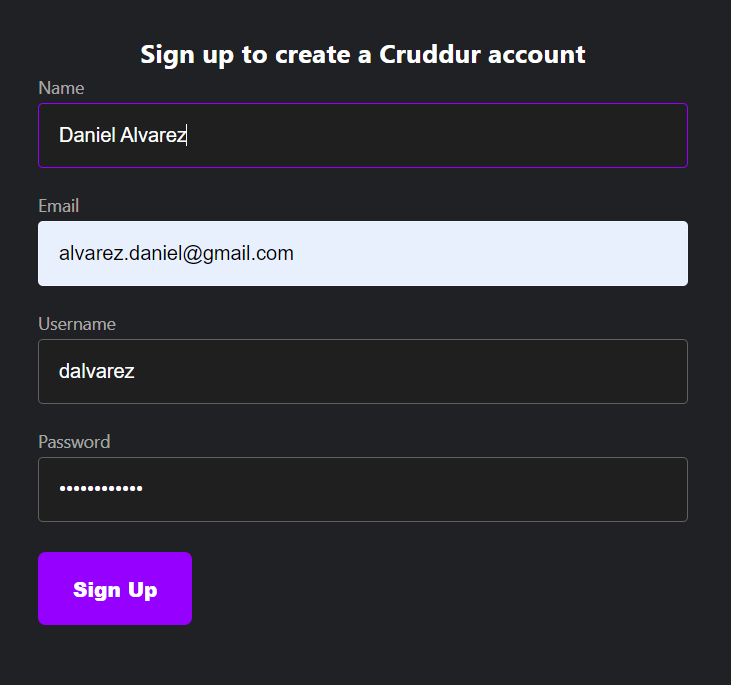 Sign up to create a Cruddur account
Name
Daniel Alvarez
Email
alvarez.daniel@gmail.com
Username
dalvarez
Password
••••••••••••
Sign Up